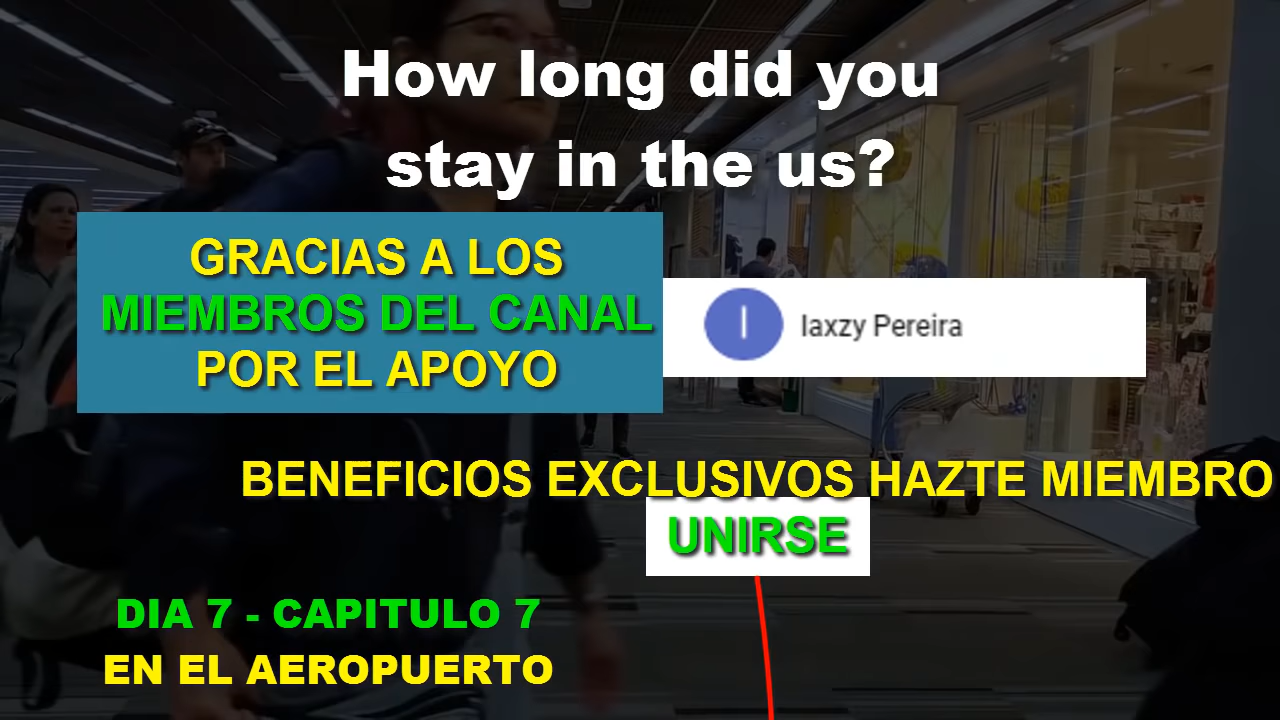 How long did you
stay in the us?
GRACIAS A LOS
MIEMBROS DEL CANAL
POR EL APOYO
I
Iaxzy Pereira
BENEFICIOS EXCLUSIVOS HAZTE MIEMBRO
UNIRSE
DIA 7 - CAPITULO 7
EN EL AEROPUERTO